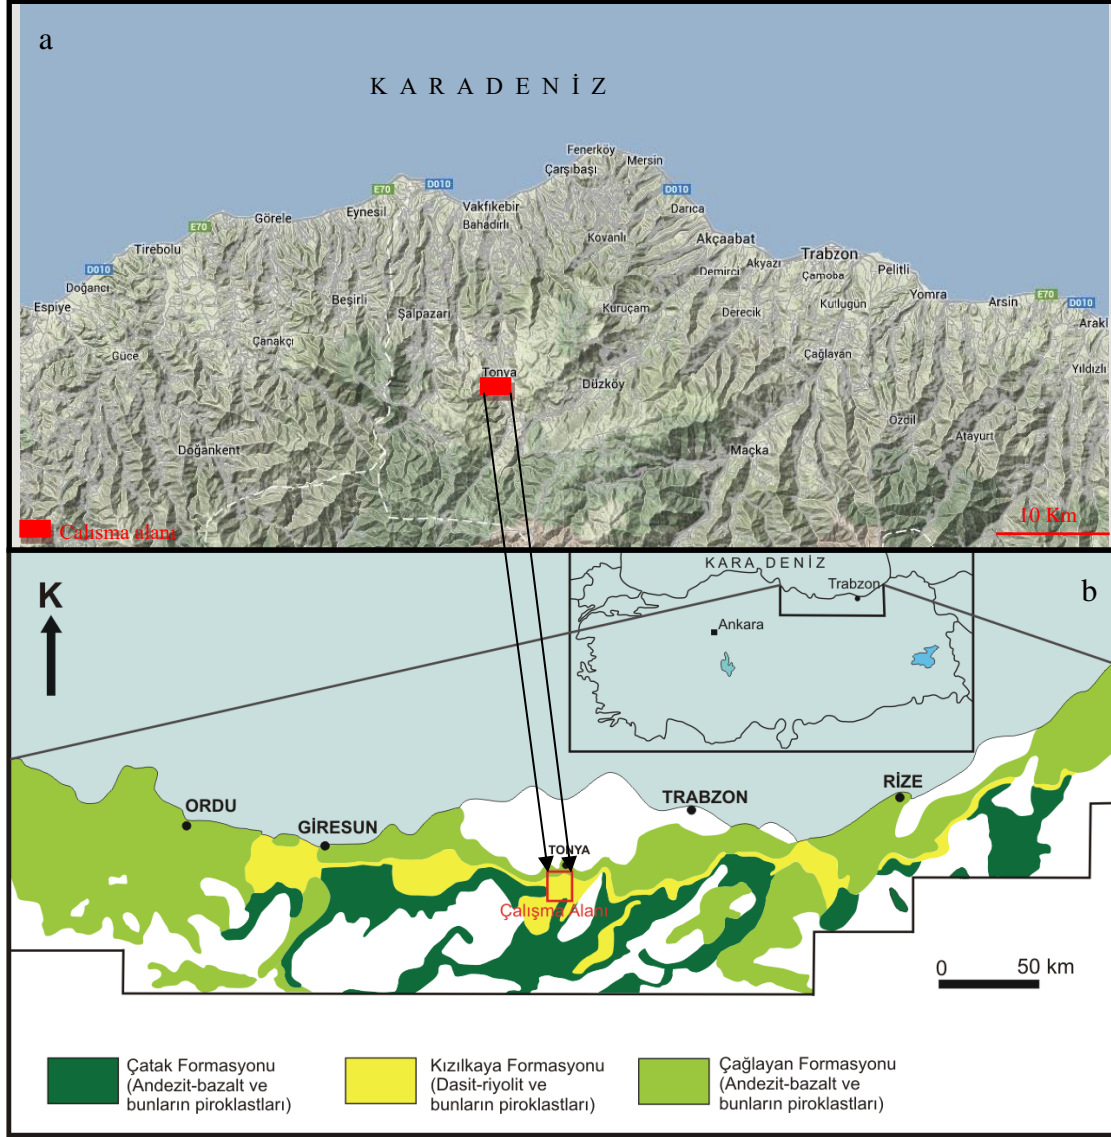 a
K A R A D E N İ Z
Fenerköy
Çarşıbaşı
Mersin
E70
D010
D010
Vakfıkebir
Darıca
Görele
Eynesil
Bahadırlı
E70
Kovanlı
Akçaabat
Tirebolu
Trabzon
D010
Demirci
Akyazı
Çamoba
Pelitli
Doğancı
Beşirli
Yomra
E70
Espiye
Şalpazarı
Kuruçam
Derecik
Kutlugün
Arsin
D010
Araklı
Çanakçı
Güce
Çağlayan
Tonya
Düzköy
Yıldızlı
Özdil
Doğankent
Maçka
Atayurt
10 Km
Calısma alanı
KARA DENİZ
b
Trabzon
K
Ankara
RİZE
ORDU
TRABZON
GİRESUN
TONYA
Çalışma Alanı
0 50 km
Çatak Formasyonu
(Andezit-bazalt ve
bunların piroklastları)
Kızılkaya Formasyonu
(Dasit-riyolit ve
bunların piroklastları)
Çağlayan Formasyonu
(Andezit-bazalt ve
bunların piroklastları)